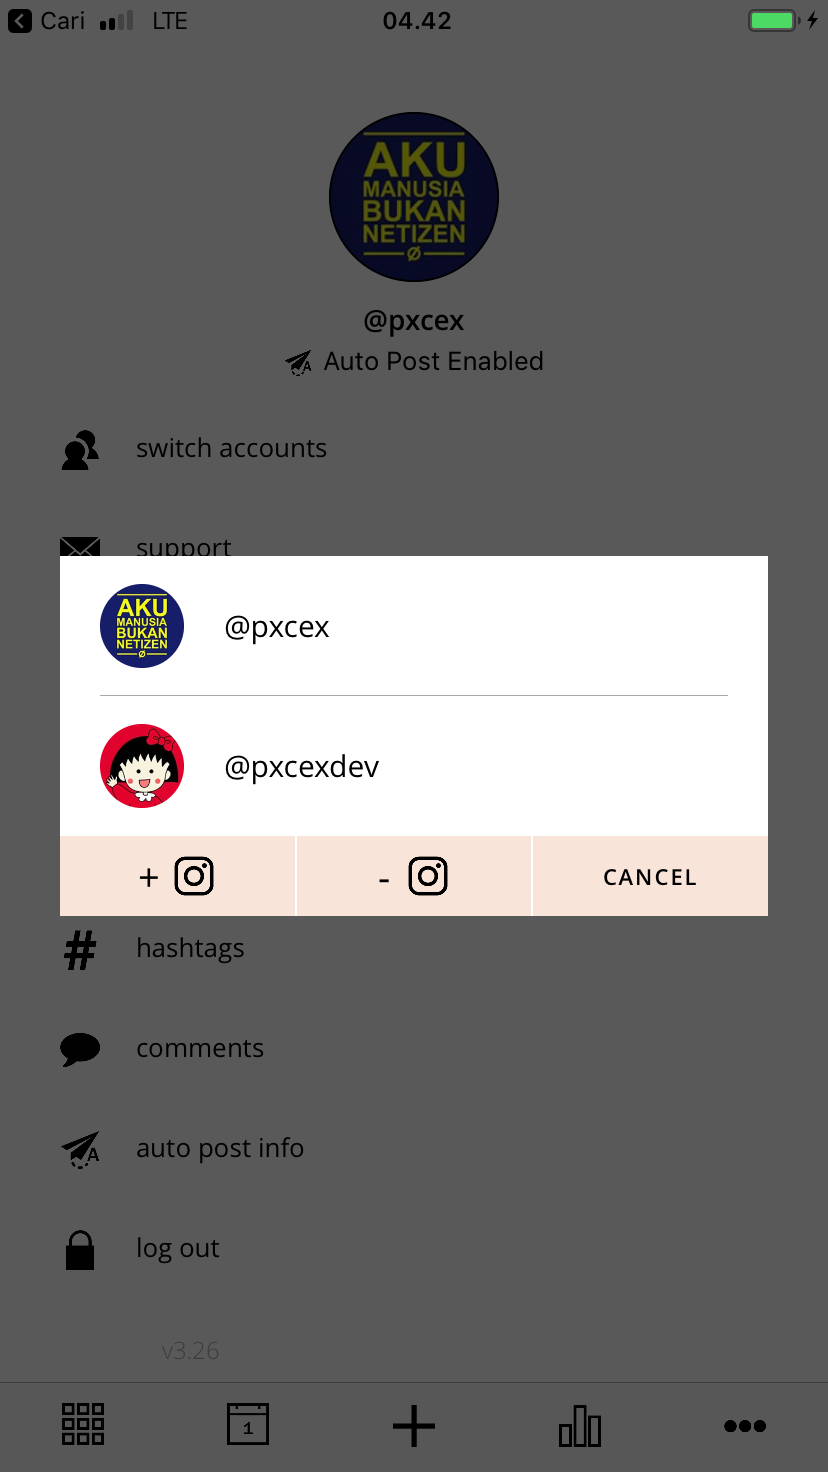 Cari LTE 04.42
AKU
MANUSIA
BUKAN
NETIZEN
@pxcex
Auto Post Enabled
switch accounts
support
AKU
MANUSIA
BUKAN
NETIZEN
@pxcex
@pxcexdev
+ - CANCEL
# hashtags
comments
A auto post info
log out
v3.26
1